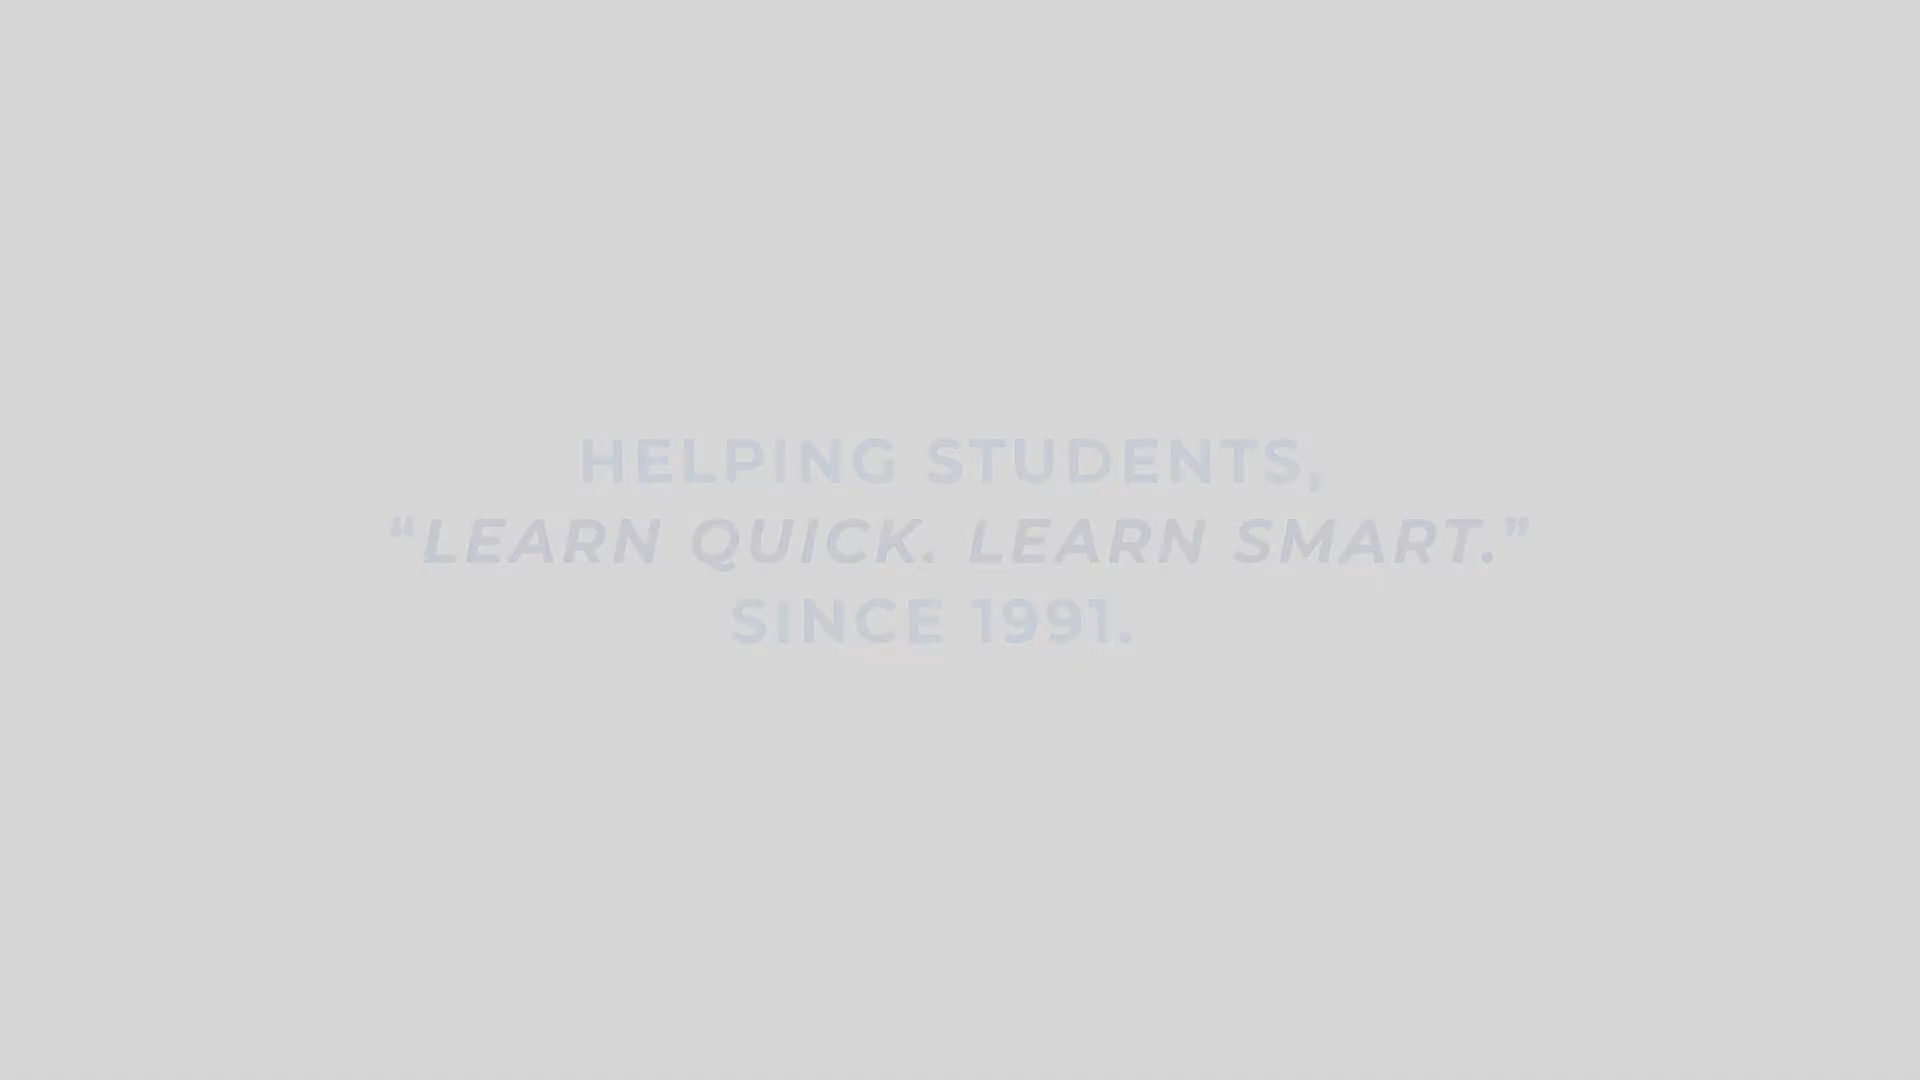 HELPING STUDENTS,
“LEARN QUICK. LEARN SMART.”
SINCE 1991.